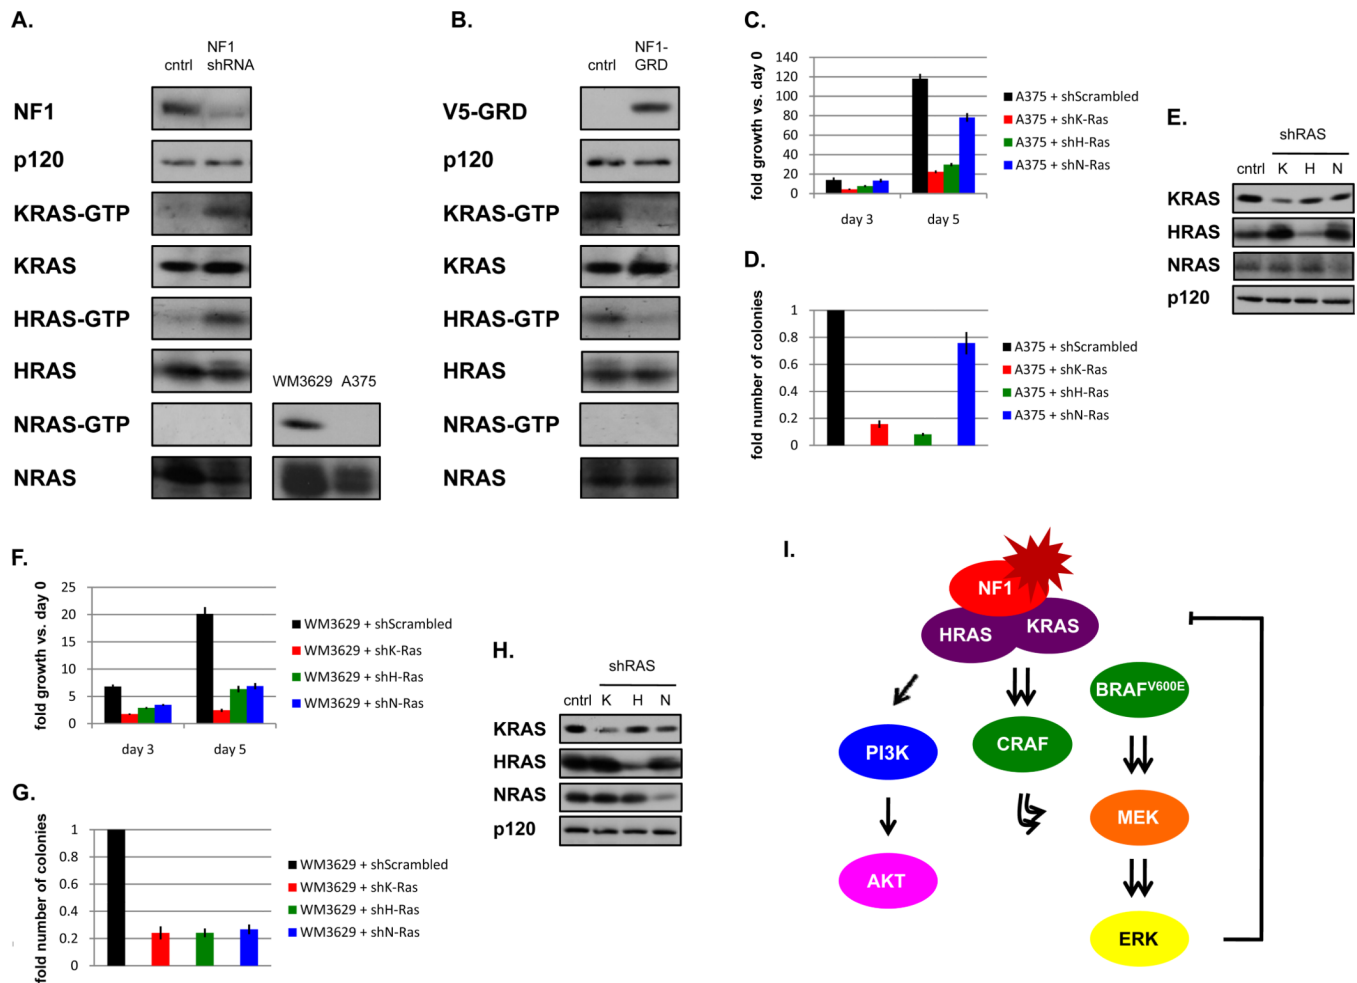 A.
cntrl NF1 shRNA
NF1
p120
KRAS-GTP
KRAS
HRAS-GTP
HRAS
NRAS-GTP
NRAS
WM3629 A375
B.
cntrl NF1-GRD
V5-GRD
p120
KRAS-GTP
KRAS
HRAS-GTP
HRAS
NRAS-GTP
NRAS
C.
fold growth vs. day 0
140
120
100
80
60
40
20
0
day 3 day 5
A375 + shScrambled
A375 + shK-Ras
A375 + shH-Ras
A375 + shN-Ras
D.
fold number of colonies
1
0.8
0.6
0.4
0.2
0
A375 + shScrambled
A375 + shK-Ras
A375 + shH-Ras
A375 + shN-Ras
E.
shRAS
cntrl K H N
KRAS
HRAS
NRAS
p120
F.
fold growth vs. day 0
25
20
15
10
5
0
day 3 day 5
WM3629 + shScrambled
WM3629 + shK-Ras
WM3629 + shH-Ras
WM3629 + shN-Ras
G.
fold number of colonies
1
0.8
0.6
0.4
0.2
0
WM3629 + shScrambled
WM3629 + shK-Ras
WM3629 + shH-Ras
WM3629 + shN-Ras
H.
shRAS
cntrl K H N
KRAS
HRAS
NRAS
p120
I.
NF1
HRAS
KRAS
BRAFV600E
PI3K
CRAF
MEK
AKT
ERK